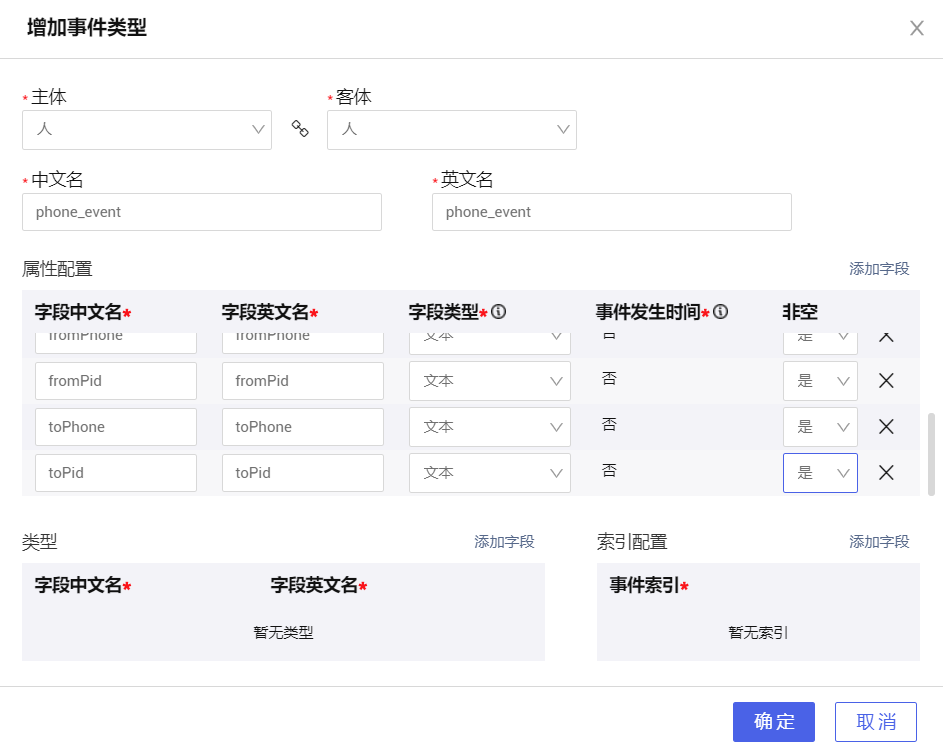 增加事件类型
*主体 *客体
人 人
*中文名 *英文名
phone_event phone_event
属性配置 添加字段
字段中文名* 字段英文名* 字段类型* 事件发生时间* 非空
fromPhone fromPhone 文本 否 是
fromPid fromPid 文本 否 是
toPhone toPhone 文本 否 是
toPid toPid 文本 否 是
类型 添加字段 索引配置 添加字段
字段中文名* 字段英文名* 事件索引*
暂无类型 暂无索引
确定 取消